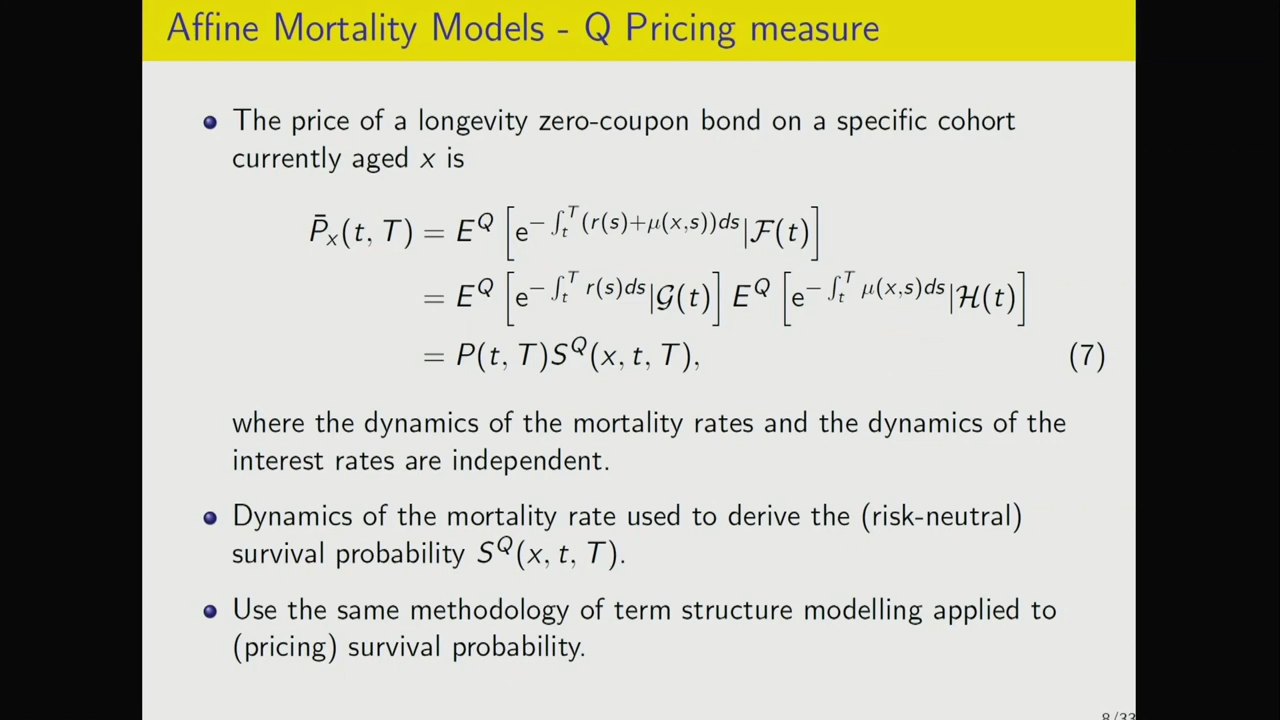 Affine Mortality Models - Q Pricing measure
The price of a longevity zero-coupon bond on a specific cohort
currently aged x is
P̄ₓ(t, T) = E^Q [e^{− ∫_t^T (r(s)+μ(x,s))ds} |ℱ(t)]
= E^Q [e^{− ∫_t^T r(s)ds} |𝒢(t)] E^Q [e^{− ∫_t^T μ(x,s)ds} |ℋ(t)]
= P(t, T)S^Q(x, t, T), (7)
where the dynamics of the mortality rates and the dynamics of the
interest rates are independent.
Dynamics of the mortality rate used to derive the (risk-neutral)
survival probability S^Q(x, t, T).
Use the same methodology of term structure modelling applied to
(pricing) survival probability.
8/33